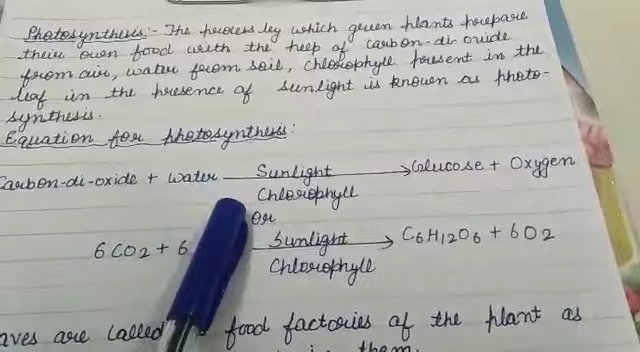 Photosynthesis:- The process by which green plants prepare
their own food with the help of carbon-di-oxide
from air, water from soil, chlorophyll present in the
leaf in the presence of sunlight is known as photo-
synthesis.
Equation for photosynthesis:
Carbon-di-oxide + water Sunlight → Glucose + Oxygen
Chlorophyll
Or
6CO2 + 6 Sunlight → C6H12O6 + 6O2
Chlorophyll
aves are called food factories of the plant as
them.